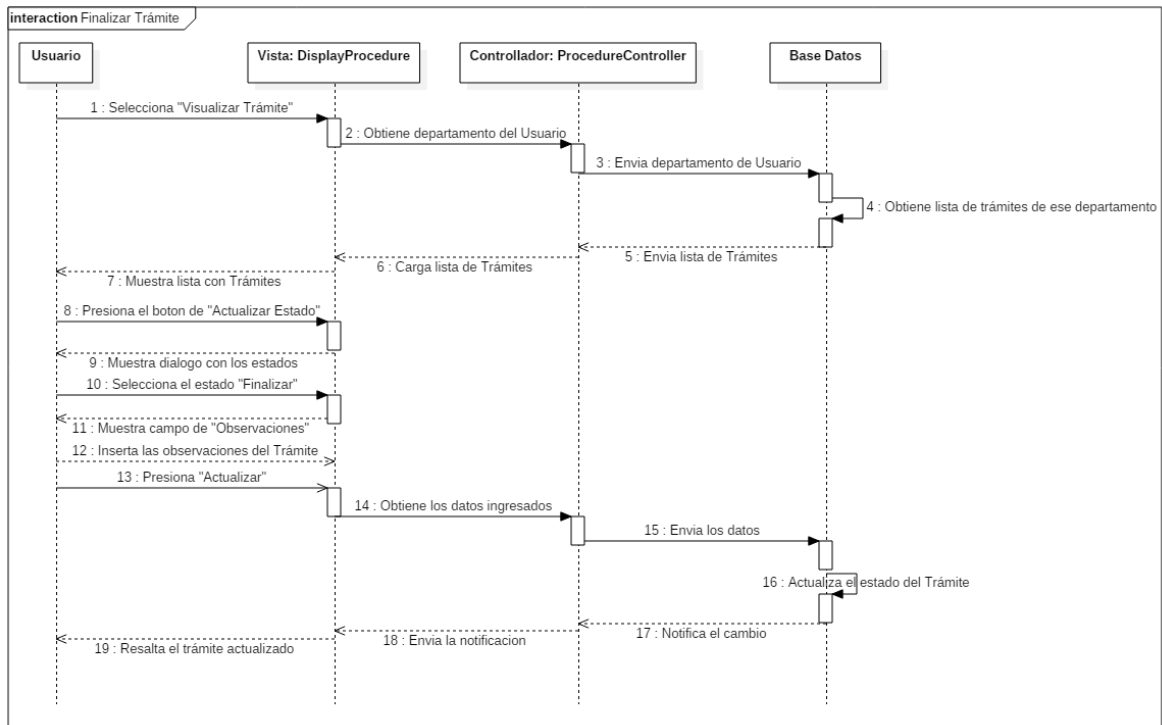 interaction Finalizar Trámite
Usuario
Vista: DisplayProcedure
Controllador: ProcedureController
Base Datos
1 : Selecciona "Visualizar Trámite"
2 : Obtiene departamento del Usuario
3 : Envia departamento de Usuario
4 : Obtiene lista de trámites de ese departamento
5 : Envia lista de Trámites
6 : Carga lista de Trámites
7 : Muestra lista con Trámites
8 : Presiona el boton de "Actualizar Estado"
9 : Muestra dialogo con los estados
10 : Selecciona el estado "Finalizar"
11 : Muestra campo de "Observaciones"
12 : Inserta las observaciones del Trámite
13 : Presiona "Actualizar"
14 : Obtiene los datos ingresados
15 : Envia los datos
16 : Actualiza el estado del Trámite
17 : Notifica el cambio
18 : Envia la notificacion
19 : Resalta el trámite actualizado